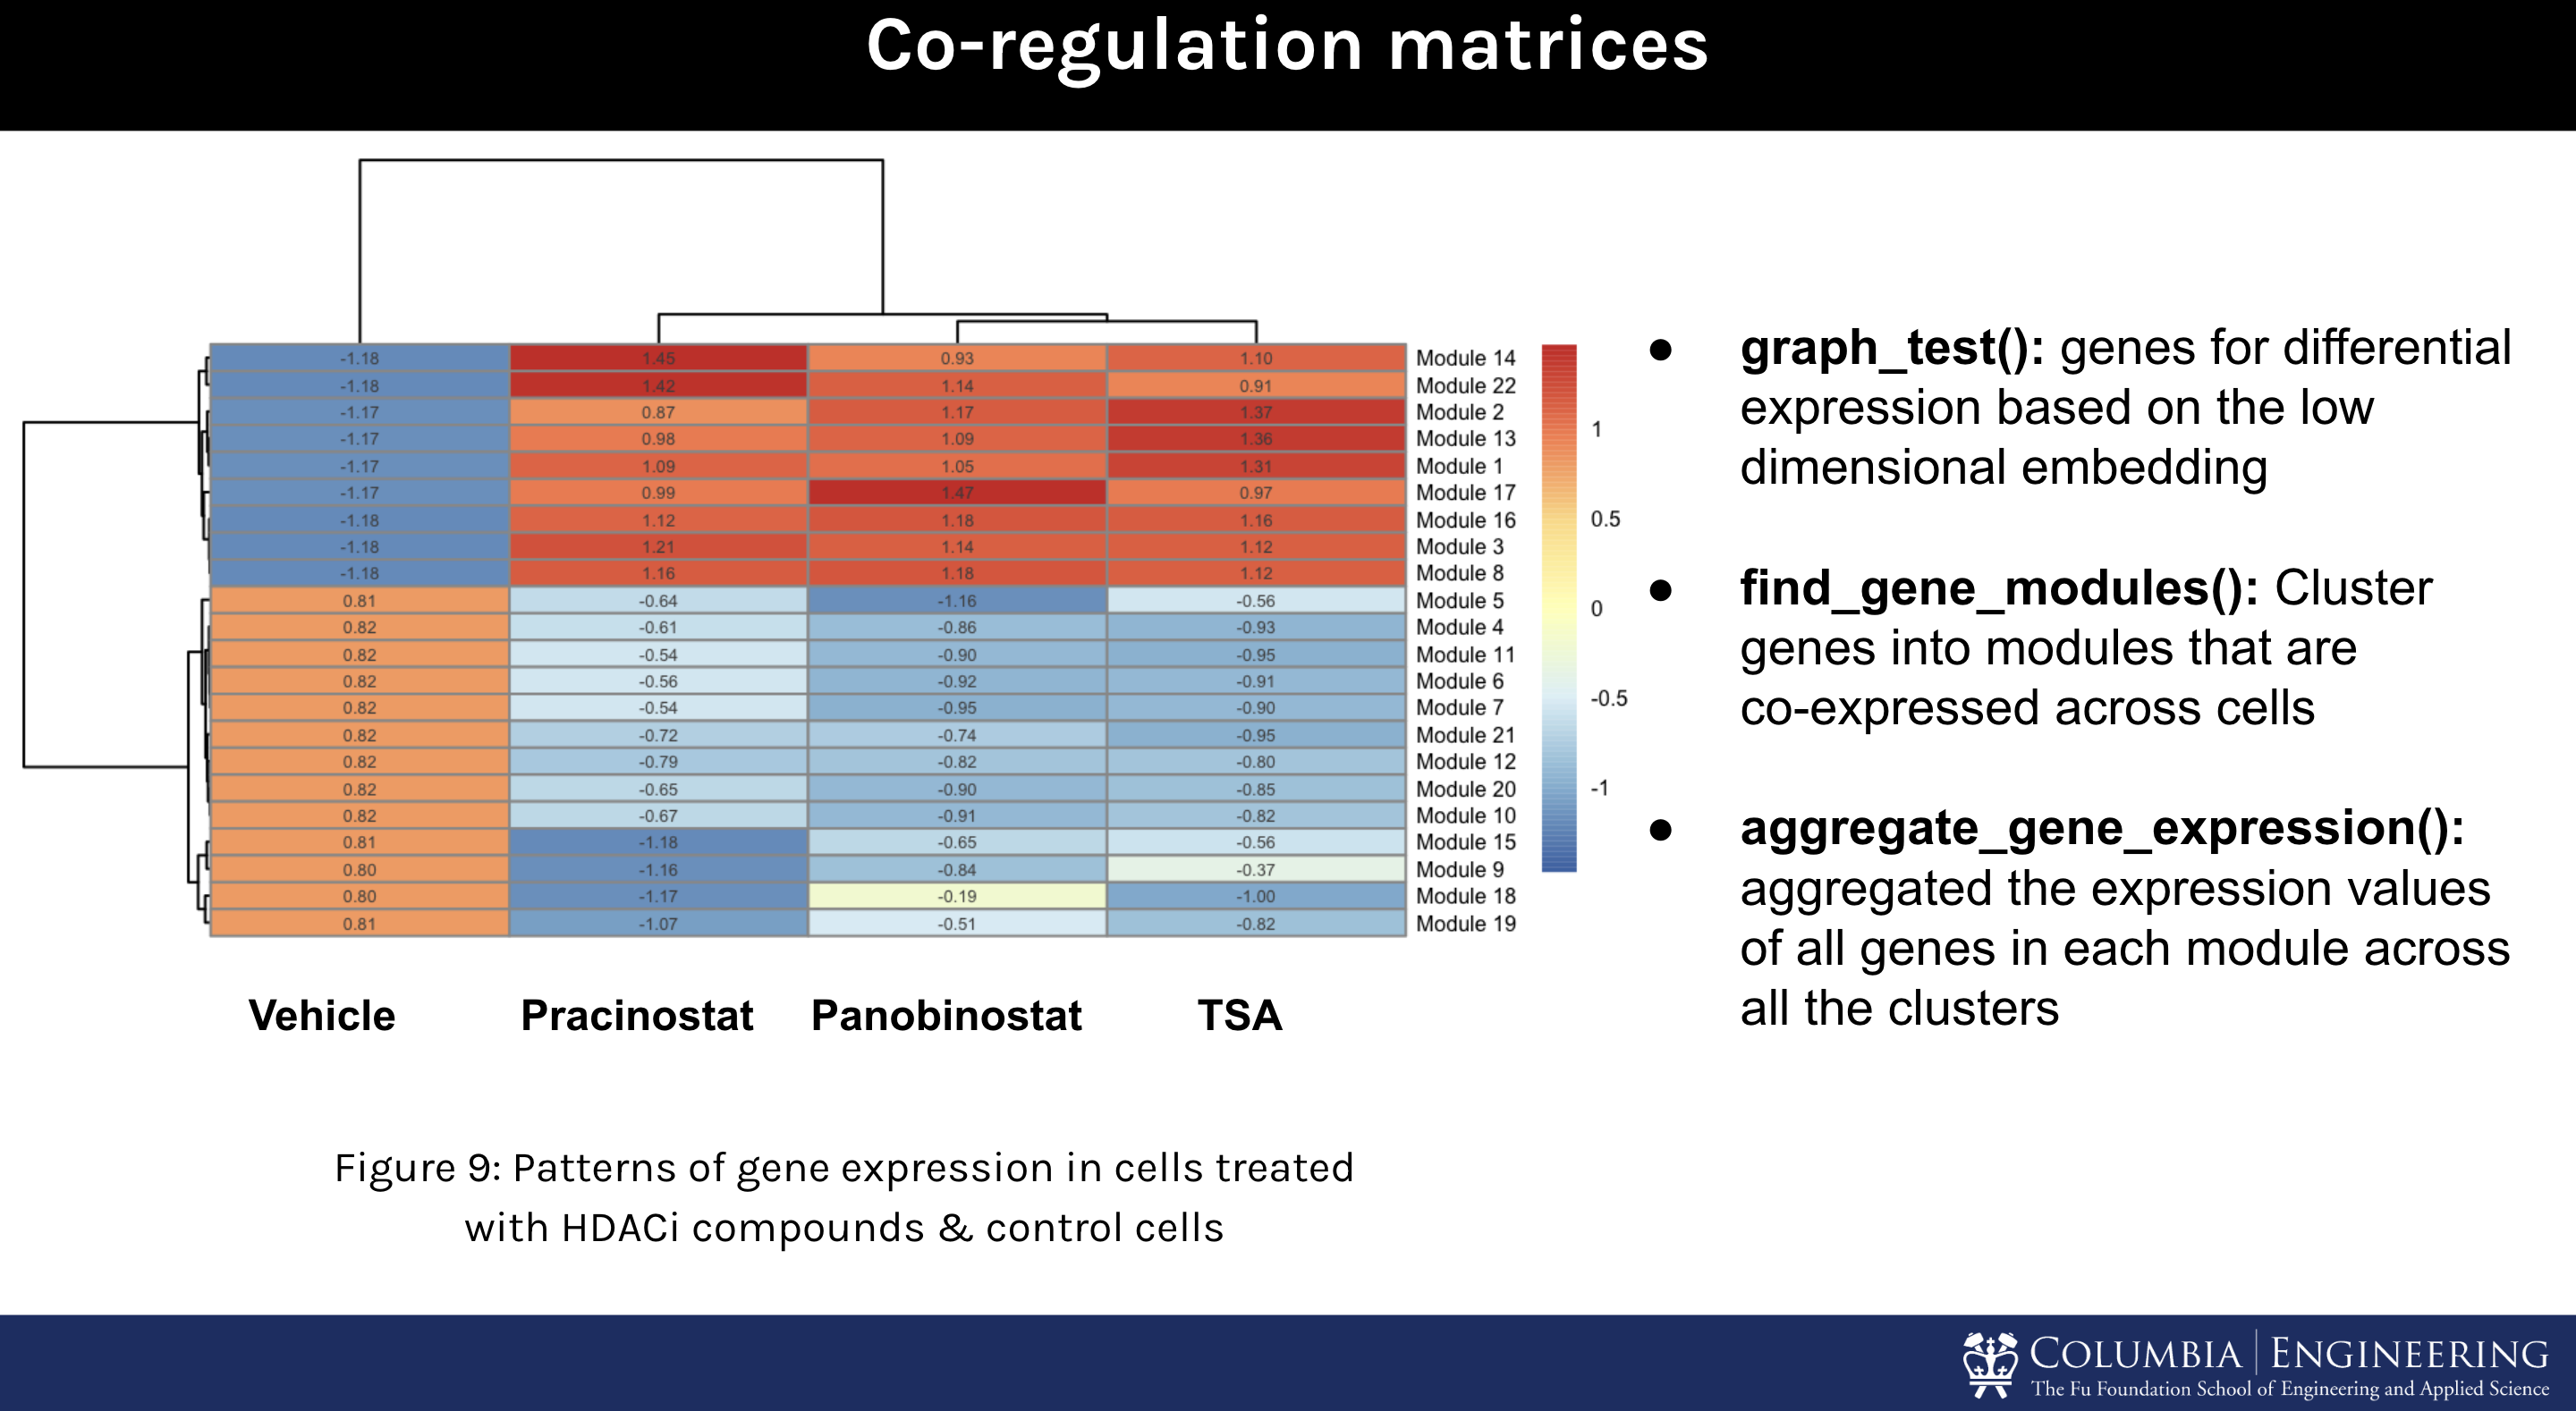 Co-regulation matrices
-1.18 1.45 0.93 1.10 Module 14
-1.18 1.42 1.14 0.91 Module 22
-1.17 0.87 1.17 1.37 Module 2
-1.17 0.98 1.09 1.36 Module 13
-1.17 1.09 1.05 1.31 Module 1
-1.17 0.99 1.47 0.97 Module 17
-1.18 1.12 1.18 1.16 Module 16
-1.18 1.21 1.14 1.12 Module 3
-1.18 1.16 1.18 1.12 Module 8
0.81 -0.64 -1.16 -0.56 Module 5
0.82 -0.61 -0.86 -0.93 Module 4
0.82 -0.54 -0.90 -0.95 Module 11
0.82 -0.56 -0.92 -0.91 Module 6
0.82 -0.54 -0.95 -0.90 Module 7
0.82 -0.72 -0.74 -0.95 Module 21
0.82 -0.79 -0.82 -0.80 Module 12
0.82 -0.65 -0.90 -0.85 Module 20
0.82 -0.67 -0.91 -0.82 Module 10
0.81 -1.18 -0.65 -0.56 Module 15
0.80 -1.16 -0.84 -0.37 Module 9
0.80 -1.17 -0.19 -1.00 Module 18
0.81 -1.07 -0.51 -0.82 Module 19
1
0.5
0
-0.5
-1
Vehicle Pracinostat Panobinostat TSA
Figure 9: Patterns of gene expression in cells treated
with HDACi compounds & control cells
● graph_test(): genes for differential
expression based on the low
dimensional embedding
● find_gene_modules(): Cluster
genes into modules that are
co-expressed across cells
● aggregate_gene_expression():
aggregated the expression values
of all genes in each module across
all the clusters
COLUMBIA | ENGINEERING
The Fu Foundation School of Engineering and Applied Science